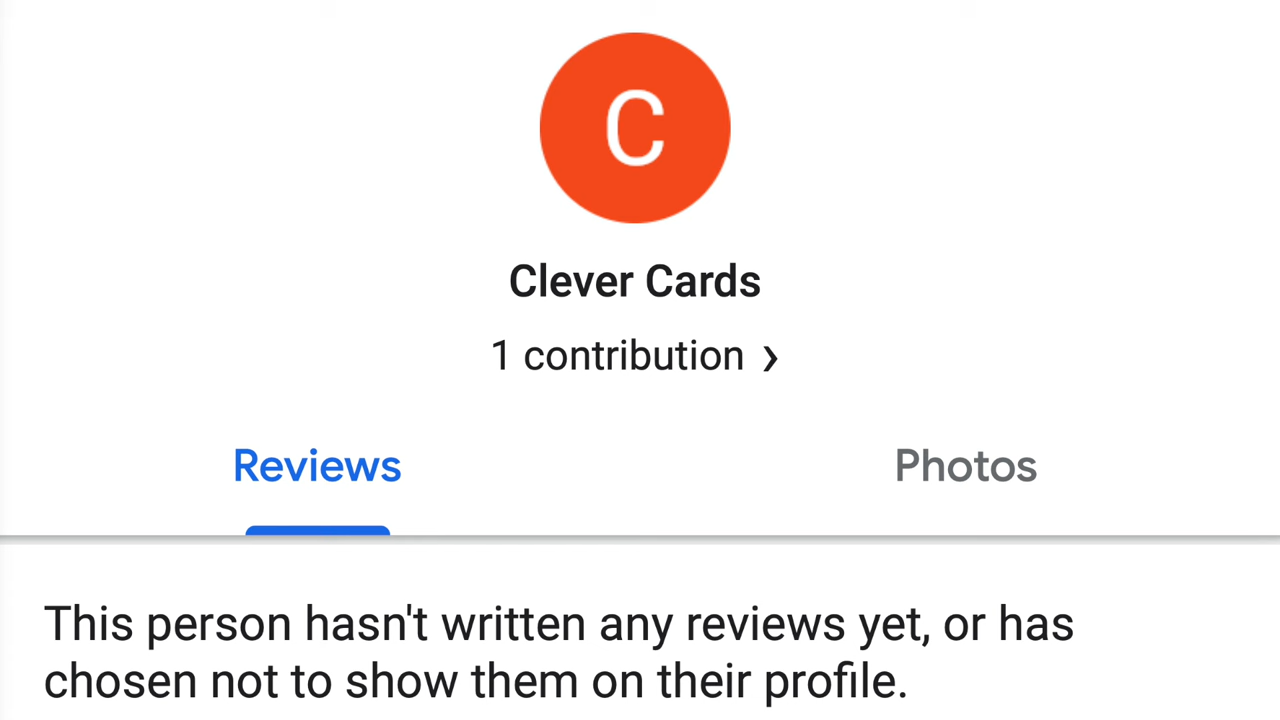 C
Clever Cards
1 contribution ›
Reviews
Photos
This person hasn't written any reviews yet, or has
chosen not to show them on their profile.